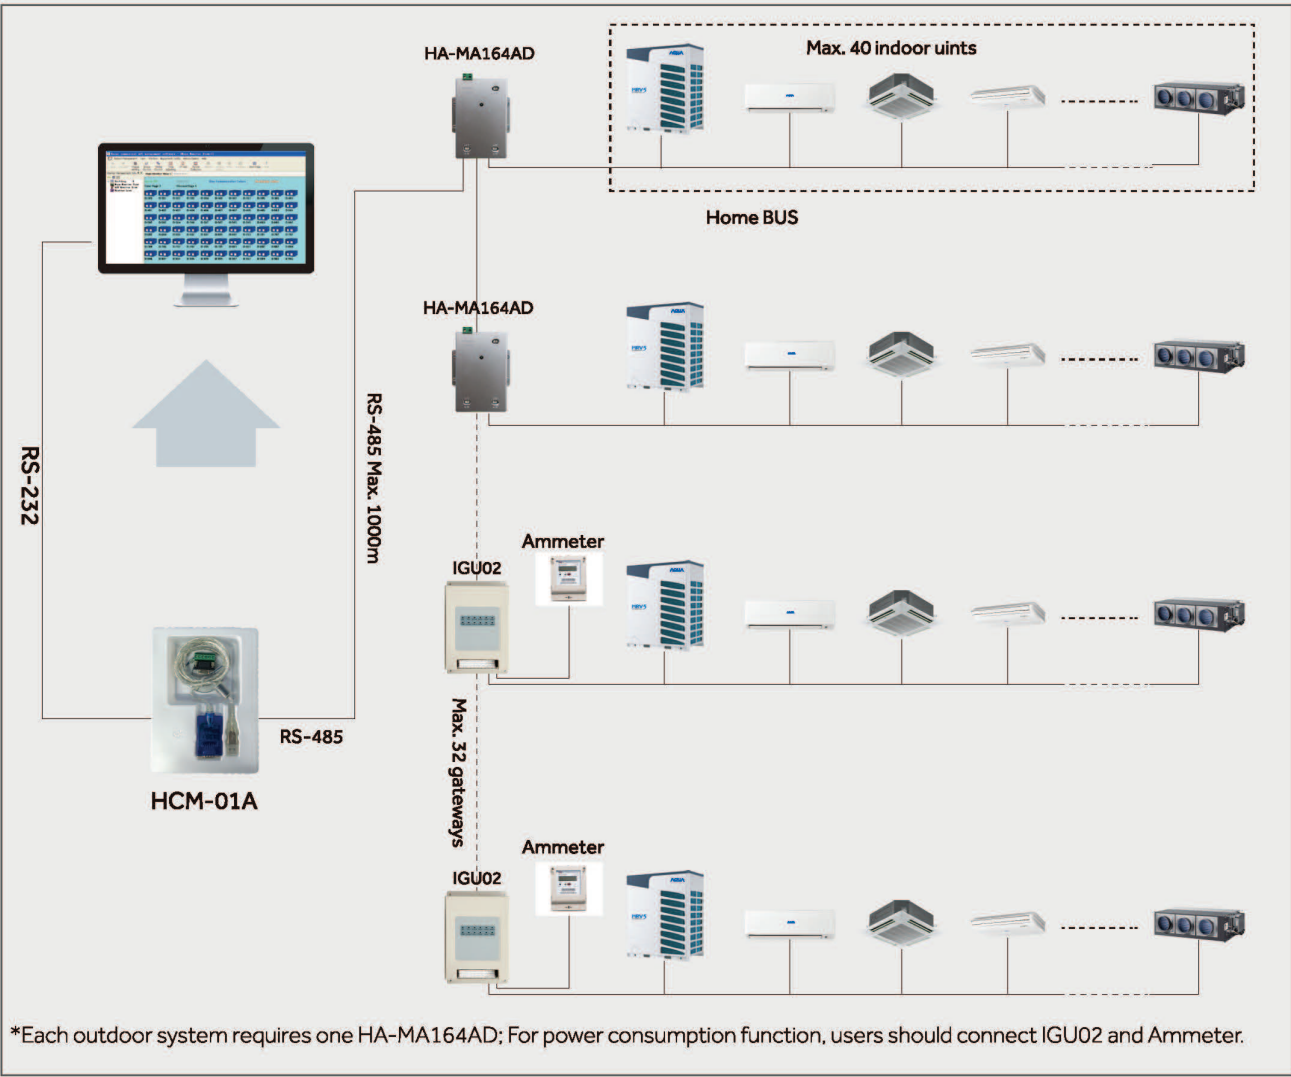 HA-MA164AD
Max. 40 indoor uints
Home BUS
HA-MA164AD
RS-232
RS-485 Max. 1000m
Ammeter
IGU02
RS-485
HCM-01A
Max. 32 gateways
Ammeter
IGU02
*Each outdoor system requires one HA-MA164AD; For power consumption function, users should connect IGU02 and Ammeter.